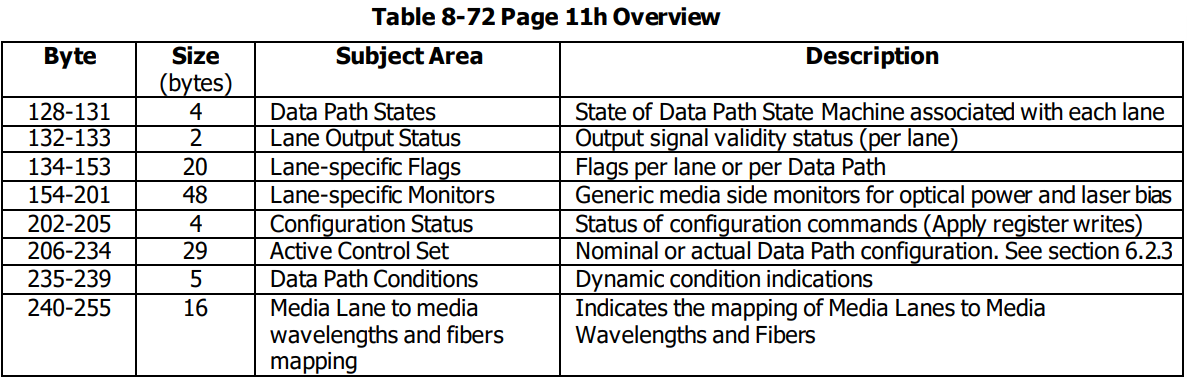 Table 8-72 Page 11h Overview
Byte Size (bytes) Subject Area Description
128-131 4 Data Path States State of Data Path State Machine associated with each lane
132-133 2 Lane Output Status Output signal validity status (per lane)
134-153 20 Lane-specific Flags Flags per lane or per Data Path
154-201 48 Lane-specific Monitors Generic media side monitors for optical power and laser bias
202-205 4 Configuration Status Status of configuration commands (Apply register writes)
206-234 29 Active Control Set Nominal or actual Data Path configuration. See section 6.2.3
235-239 5 Data Path Conditions Dynamic condition indications
240-255 16 Media Lane to media Indicates the mapping of Media Lanes to Media
wavelengths and fibers Wavelengths and Fibers
mapping